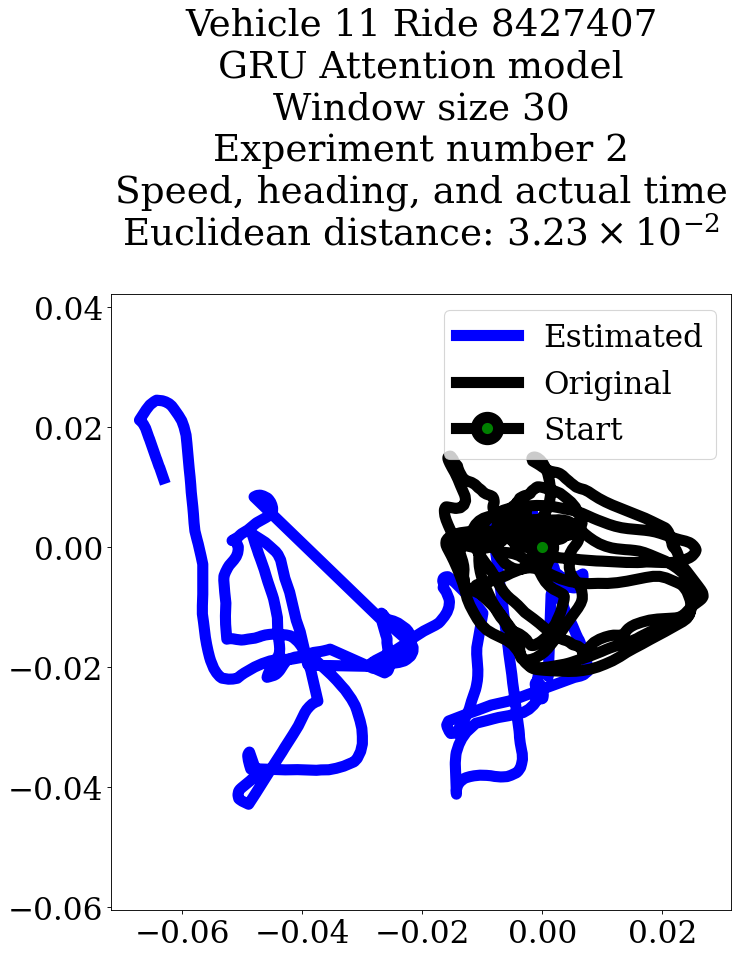 Vehicle 11 Ride 8427407
GRU Attention model
Window size 30
Experiment number 2
Speed, heading, and actual time
Euclidean distance: 3.23 × 10⁻²
Estimated
Original
Start
0.04
0.02
0.00
−0.02
−0.04
−0.06
−0.06 −0.04 −0.02 0.00 0.02